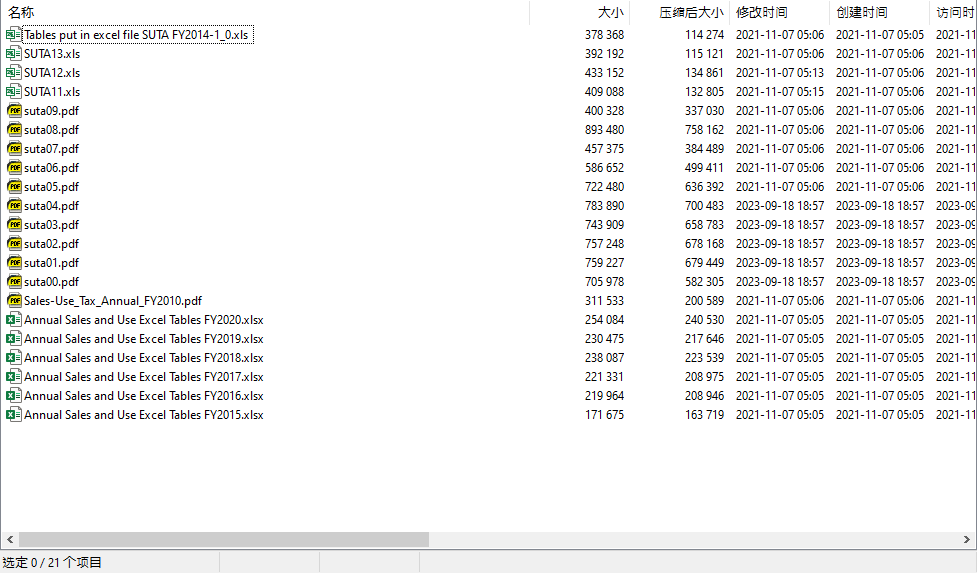 名称 大小 压缩后大小 修改时间 创建时间 访问时
Tables put in excel file SUTA FY2014-1_0.xls 378 368 114 274 2021-11-07 05:06 2021-11-07 05:05 2021-11
SUTA13.xls 392 192 115 121 2021-11-07 05:06 2021-11-07 05:06 2021-11
SUTA12.xls 433 152 134 861 2021-11-07 05:13 2021-11-07 05:06 2021-11
SUTA11.xls 409 088 132 805 2021-11-07 05:15 2021-11-07 05:06 2021-11
suta09.pdf 400 328 337 030 2021-11-07 05:06 2021-11-07 05:06 2021-11
suta08.pdf 893 480 758 162 2021-11-07 05:06 2021-11-07 05:06 2021-11
suta07.pdf 457 375 384 489 2021-11-07 05:06 2021-11-07 05:06 2021-11
suta06.pdf 586 652 499 411 2021-11-07 05:06 2021-11-07 05:06 2021-11
suta05.pdf 722 480 636 392 2021-11-07 05:06 2021-11-07 05:06 2021-11
suta04.pdf 783 890 700 483 2023-09-18 18:57 2023-09-18 18:57 2023-09
suta03.pdf 743 909 658 783 2023-09-18 18:57 2023-09-18 18:57 2023-09
suta02.pdf 757 248 678 168 2023-09-18 18:57 2023-09-18 18:57 2023-09
suta01.pdf 759 227 679 449 2023-09-18 18:57 2023-09-18 18:57 2023-09
suta00.pdf 705 978 582 305 2023-09-18 18:57 2023-09-18 18:57 2023-09
Sales-Use_Tax_Annual_FY2010.pdf 311 533 200 589 2021-11-07 05:06 2021-11-07 05:06 2021-11
Annual Sales and Use Excel Tables FY2020.xlsx 254 084 240 530 2021-11-07 05:05 2021-11-07 05:05 2021-11
Annual Sales and Use Excel Tables FY2019.xlsx 230 475 217 646 2021-11-07 05:05 2021-11-07 05:05 2021-11
Annual Sales and Use Excel Tables FY2018.xlsx 238 087 223 539 2021-11-07 05:05 2021-11-07 05:05 2021-11
Annual Sales and Use Excel Tables FY2017.xlsx 221 331 208 975 2021-11-07 05:05 2021-11-07 05:05 2021-11
Annual Sales and Use Excel Tables FY2016.xlsx 219 964 208 946 2021-11-07 05:05 2021-11-07 05:05 2021-11
Annual Sales and Use Excel Tables FY2015.xlsx 171 675 163 719 2021-11-07 05:05 2021-11-07 05:05 2021-11
选定 0 / 21 个项目